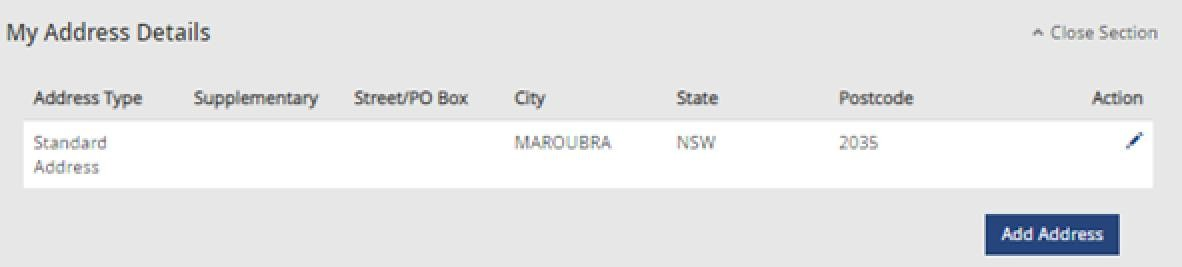 My Address Details
^ Close Section
Address Type Supplementary Street/PO Box City State Postcode Action
Standard MAROUBRA NSW 2035
Address
Add Address